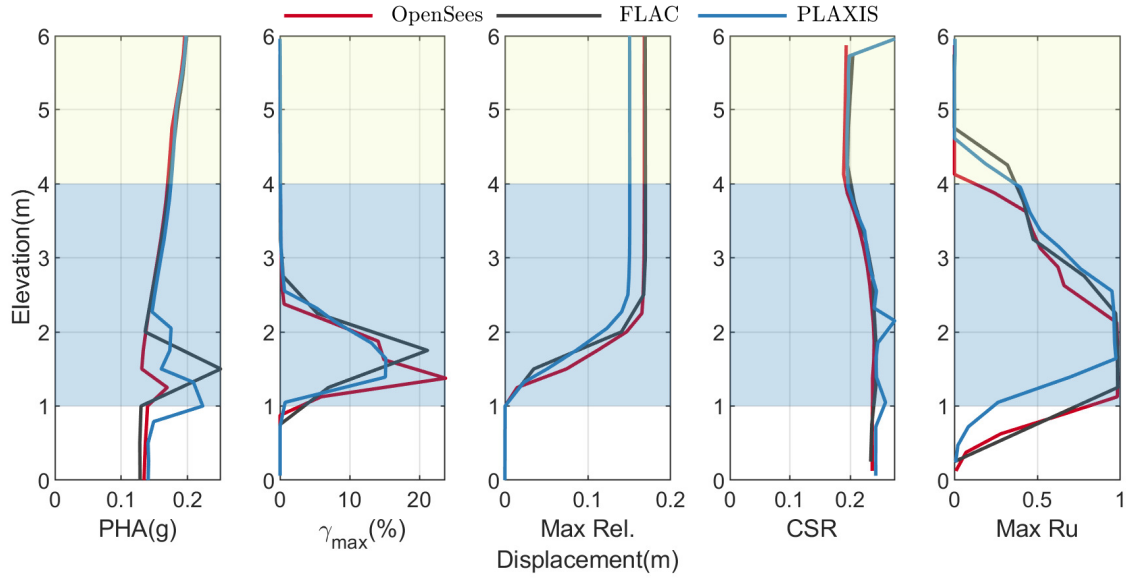 OpenSees FLAC PLAXIS
6 6 6 6 6
5 5 5 5 5
4 4 4 4 4
3 3 3 3 3
2 2 2 2 2
1 1 1 1 1
0 0 0 0 0
Elevation(m)
0 0.1 0.2 0 10 20 0 0.1 0.2 0 0.1 0.2 0 0.5 1
PHA(g) γmax(%) Max Rel. CSR Max Ru
Displacement(m)